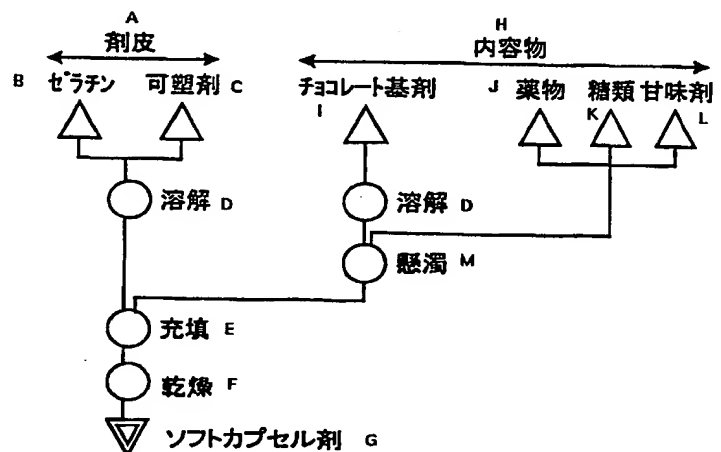 A H
剤皮 内容物
B ゼラチン 可塑剤 C チョコレート基剤 J 薬物 糖類 甘味剤
I K L
溶解 D 溶解 D
懸濁 M
充填 E
乾燥 F
ソフトカプセル剤 G